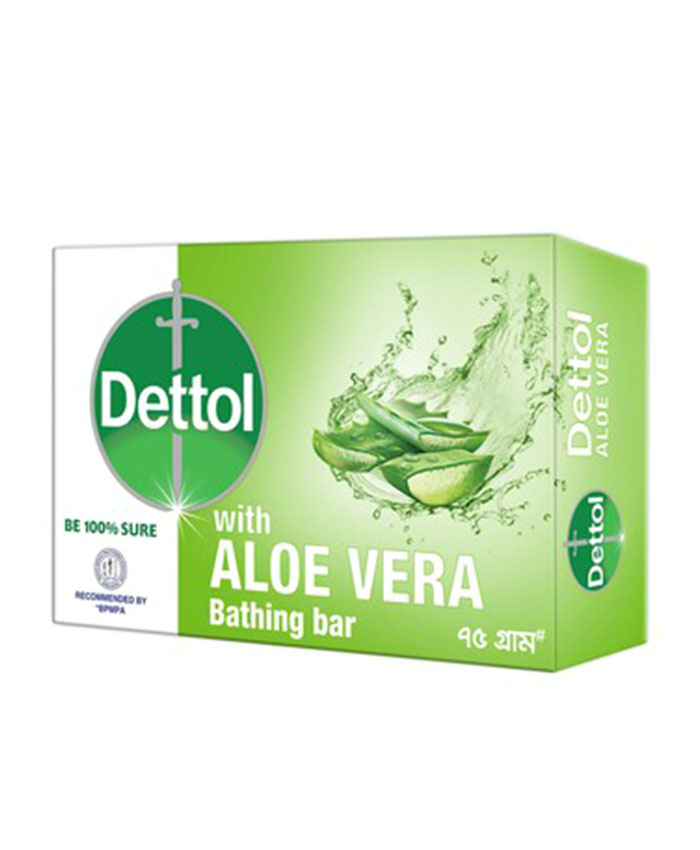 Dettol
BE 100% SURE
RECOMMENDED BY
*BPMPA
with
ALOE VERA
Bathing bar
৭৫ গ্রাম#
Dettol
ALOE VERA
Dettol